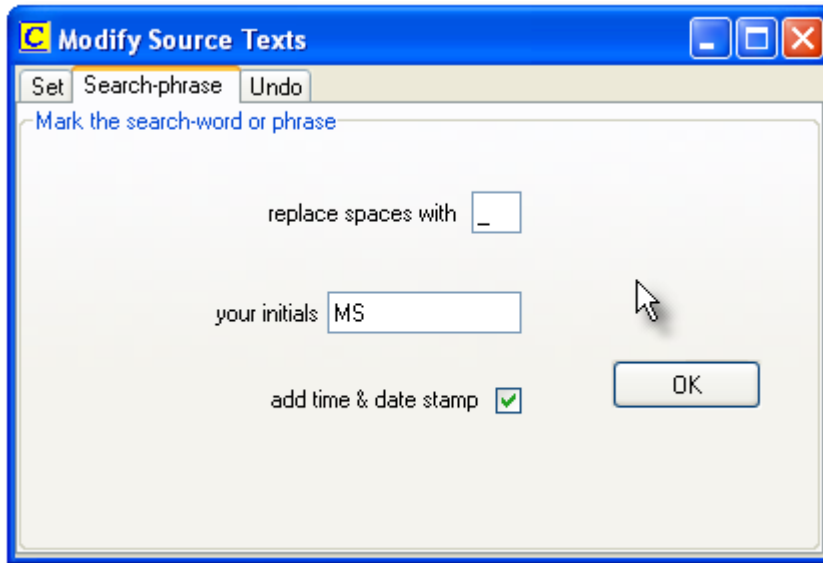 C Modify Source Texts
Set Search-phrase Undo
Mark the search-word or phrase
replace spaces with _
your initials MS
add time & date stamp
OK